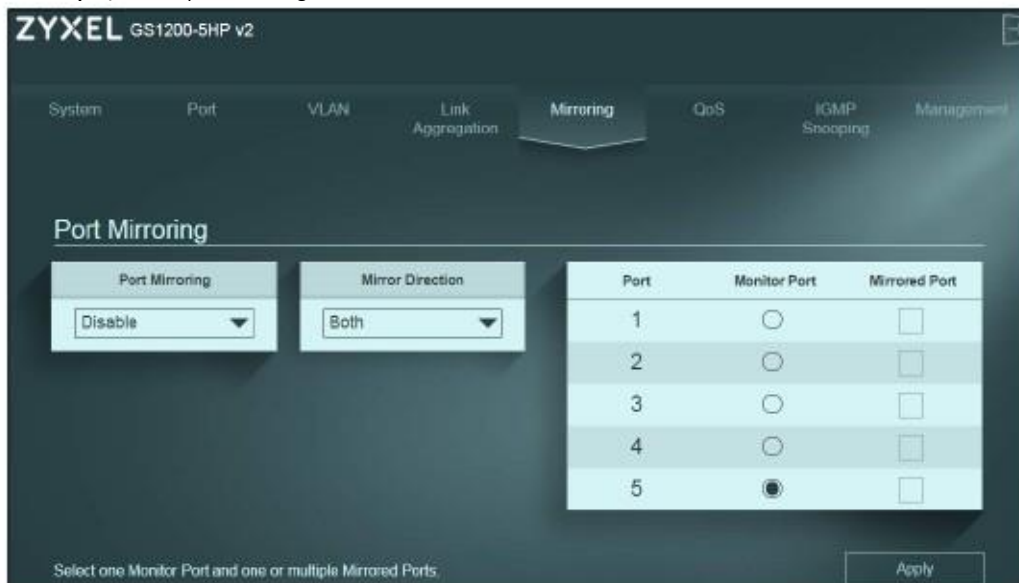 ZYXEL GS1200-5HP v2
System Port VLAN Link Aggregation Mirroring QoS IGMP Snooping Management
Port Mirroring
Port Mirroring Mirror Direction
Disable Both
Port Monitor Port Mirrored Port
1
2
3
4
5
Select one Monitor Port and one or multiple Mirrored Ports.
Apply